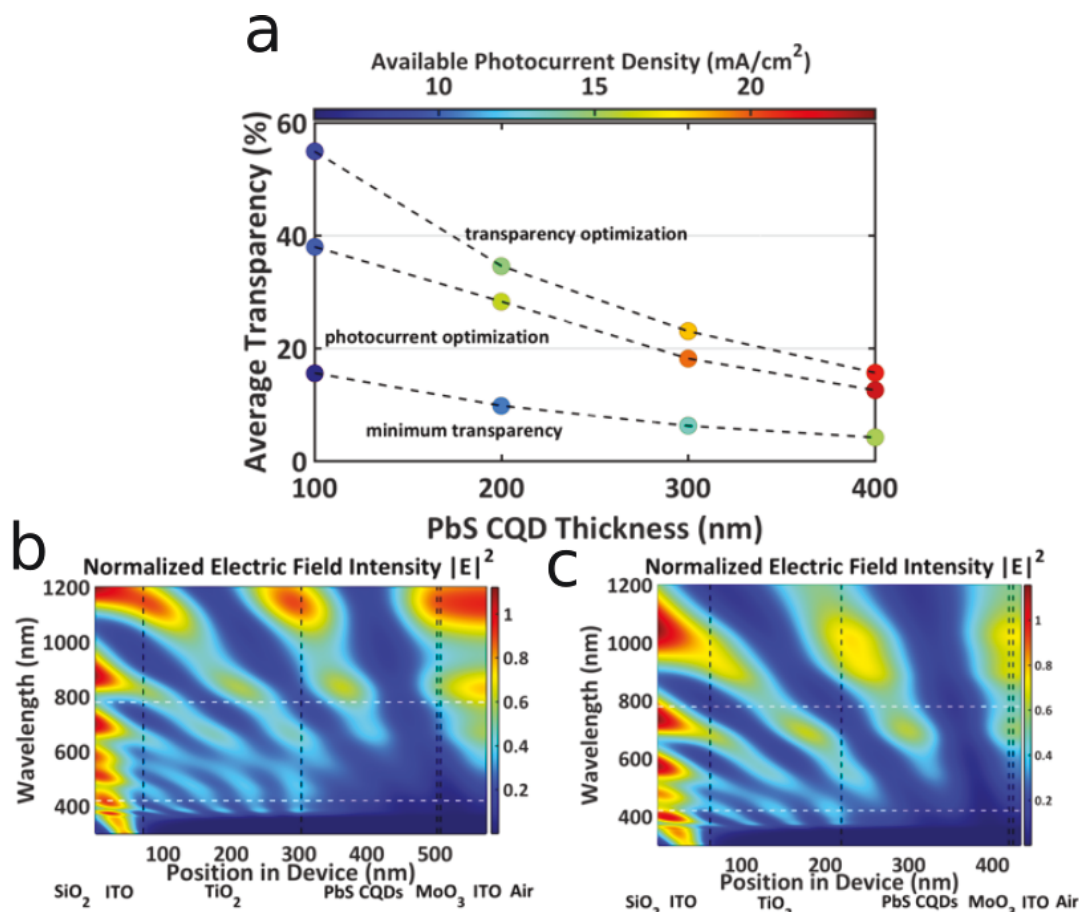 a
Available Photocurrent Density (mA/cm²)
10 15 20
Average Transparency (%)
60
40
20
0
transparency optimization
photocurrent optimization
minimum transparency
100 200 300 400
PbS CQD Thickness (nm)
b
Normalized Electric Field Intensity |E|²
Wavelength (nm)
1200
1000
800
600
400
1
0.8
0.6
0.4
0.2
100 200 300 400 500
Position in Device (nm)
SiO₂ ITO TiO₂ PbS CQDs MoO₃ ITO Air
c
Normalized Electric Field Intensity |E|²
Wavelength (nm)
1200
1000
800
600
400
1
0.8
0.6
0.4
0.2
100 200 300 400
Position in Device (nm)
SiO₂ ITO TiO₂ PbS CQDs MoO₃ ITO Air